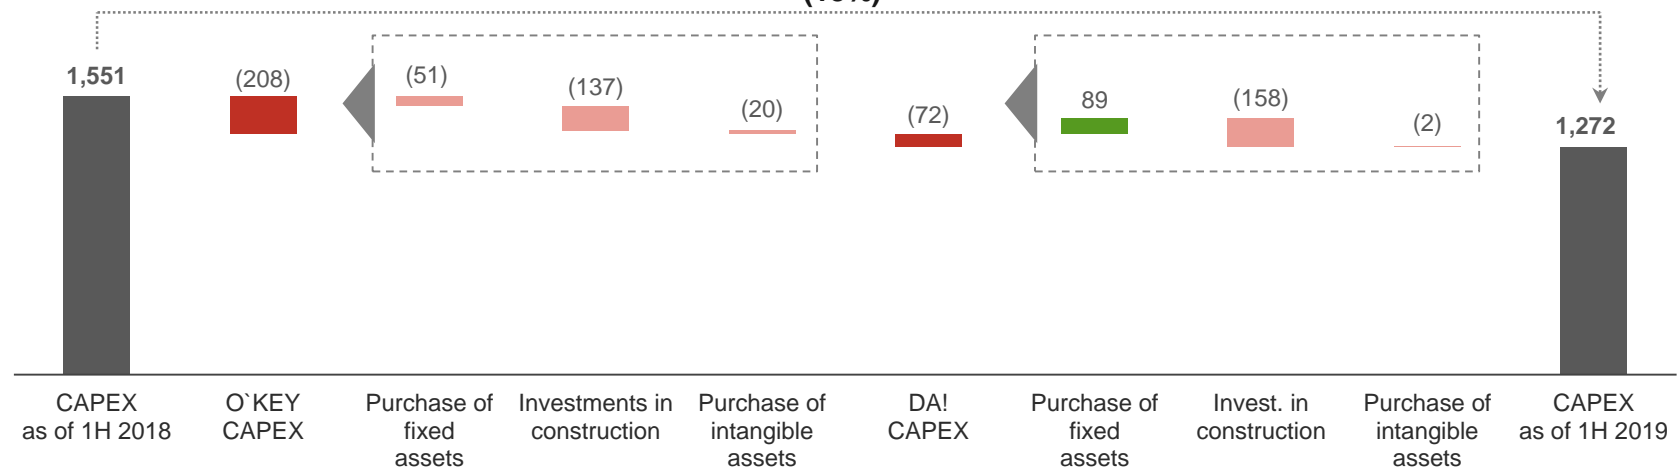 1,551
(208)
(51)
(137)
(20)
(72)
89
(158)
(2)
1,272
CAPEX
as of 1H 2018
O`KEY
CAPEX
Purchase of
fixed
assets
Investments in
construction
Purchase of
intangible
assets
DA!
CAPEX
Purchase of
fixed
assets
Invest. in
construction
Purchase of
intangible
assets
CAPEX
as of 1H 2019